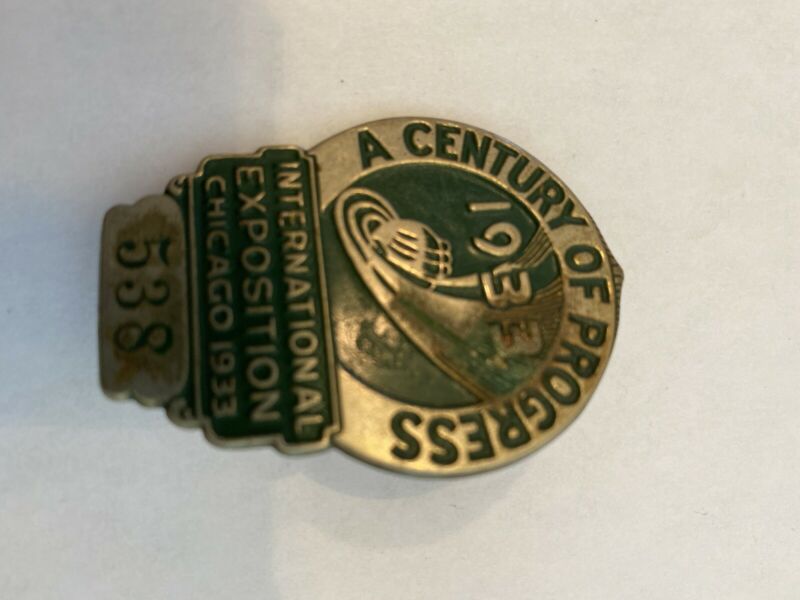 A CENTURY OF PROGRESS
1933
INTERNATIONAL
EXPOSITION
CHICAGO 1933
538